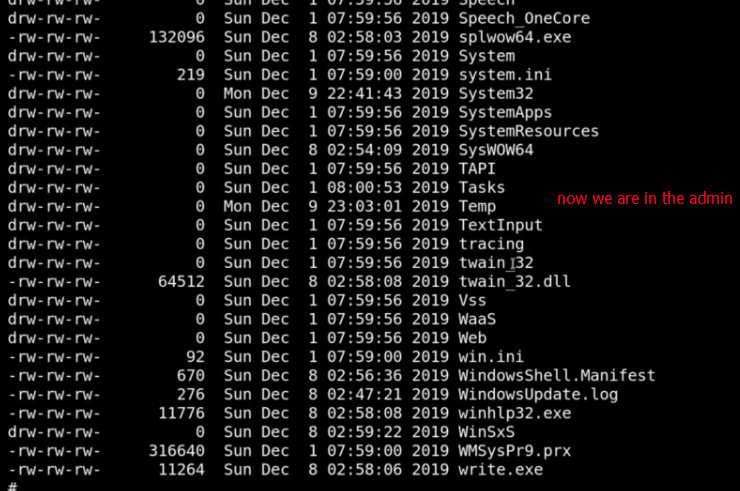 drw-rw-rw- 0 Sun Dec 1 07:59:56 2019 Speech
drw-rw-rw- 0 Sun Dec 1 07:59:56 2019 Speech_OneCore
-rw-rw-rw- 132096 Sun Dec 8 02:58:03 2019 splwow64.exe
drw-rw-rw- 0 Sun Dec 1 07:59:56 2019 System
-rw-rw-rw- 219 Sun Dec 1 07:59:00 2019 system.ini
drw-rw-rw- 0 Mon Dec 9 22:41:43 2019 System32
drw-rw-rw- 0 Sun Dec 1 07:59:56 2019 SystemApps
drw-rw-rw- 0 Sun Dec 1 07:59:56 2019 SystemResources
drw-rw-rw- 0 Sun Dec 8 02:54:09 2019 SysWOW64
drw-rw-rw- 0 Sun Dec 1 07:59:56 2019 TAPI
drw-rw-rw- 0 Sun Dec 1 08:00:53 2019 Tasks
now we are in the admin
drw-rw-rw- 0 Mon Dec 9 23:03:01 2019 Temp
drw-rw-rw- 0 Sun Dec 1 07:59:56 2019 TextInput
drw-rw-rw- 0 Sun Dec 1 07:59:56 2019 tracing
drw-rw-rw- 0 Sun Dec 1 07:59:56 2019 twain_32
-rw-rw-rw- 64512 Sun Dec 8 02:58:08 2019 twain_32.dll
drw-rw-rw- 0 Sun Dec 1 07:59:56 2019 Vss
drw-rw-rw- 0 Sun Dec 1 07:59:56 2019 WaaS
drw-rw-rw- 0 Sun Dec 1 07:59:56 2019 Web
-rw-rw-rw- 92 Sun Dec 1 07:59:00 2019 win.ini
-rw-rw-rw- 670 Sun Dec 8 02:56:36 2019 WindowsShell.Manifest
-rw-rw-rw- 276 Sun Dec 8 02:47:21 2019 WindowsUpdate.log
-rw-rw-rw- 11776 Sun Dec 8 02:58:08 2019 winhlp32.exe
drw-rw-rw- 0 Sun Dec 8 02:59:22 2019 WinSxS
-rw-rw-rw- 316640 Sun Dec 1 07:59:00 2019 WMSysPr9.prx
-rw-rw-rw- 11264 Sun Dec 8 02:58:06 2019 write.exe
#